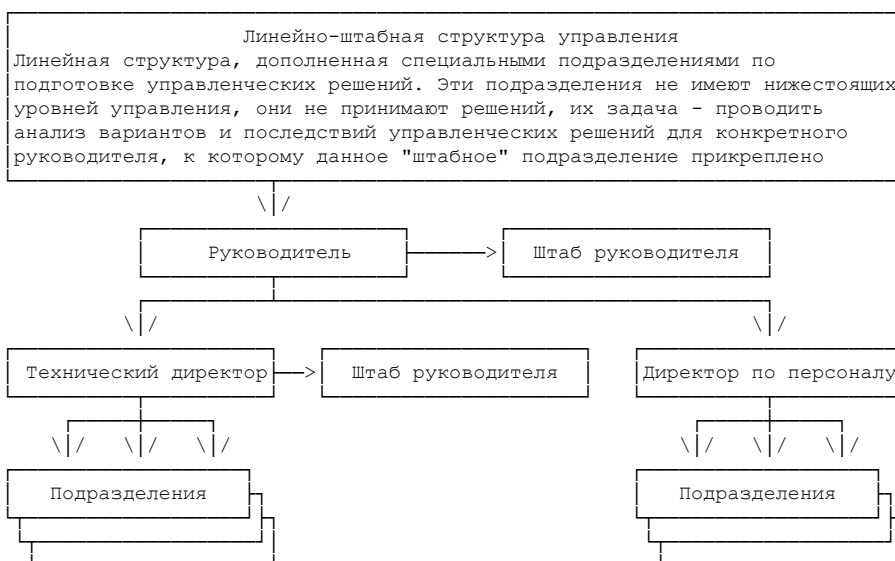 Линейно-штабная структура управления
Линейная структура, дополненная специальными подразделениями по
подготовке управленческих решений. Эти подразделения не имеют нижестоящих
уровней управления, они не принимают решений, их задача - проводить
анализ вариантов и последствий управленческих решений для конкретного
руководителя, к которому данное "штабное" подразделение прикреплено
Руководитель
Штаб руководителя
Технический директор
Штаб руководителя
Директор по персоналу
Подразделения
Подразделения